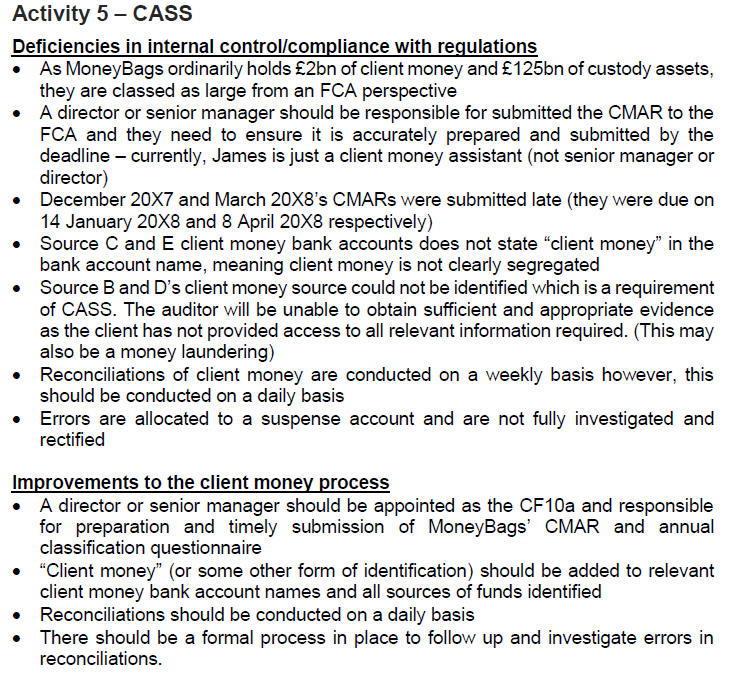 Activity 5 – CASS
Deficiencies in internal control/compliance with regulations
• As MoneyBags ordinarily holds £2bn of client money and £125bn of custody assets,
they are classed as large from an FCA perspective
• A director or senior manager should be responsible for submitted the CMAR to the
FCA and they need to ensure it is accurately prepared and submitted by the
deadline – currently, James is just a client money assistant (not senior manager or
director)
• December 20X7 and March 20X8's CMARs were submitted late (they were due on
14 January 20X8 and 8 April 20X8 respectively)
• Source C and E client money bank accounts does not state “client money” in the
bank account name, meaning client money is not clearly segregated
• Source B and D's client money source could not be identified which is a requirement
of CASS. The auditor will be unable to obtain sufficient and appropriate evidence
as the client has not provided access to all relevant information required. (This may
also be a money laundering)
• Reconciliations of client money are conducted on a weekly basis however, this
should be conducted on a daily basis
• Errors are allocated to a suspense account and are not fully investigated and
rectified
Improvements to the client money process
• A director or senior manager should be appointed as the CF10a and responsible
for preparation and timely submission of MoneyBags' CMAR and annual
classification questionnaire
• “Client money” (or some other form of identification) should be added to relevant
client money bank account names and all sources of funds identified
• Reconciliations should be conducted on a daily basis
• There should be a formal process in place to follow up and investigate errors in
reconciliations.